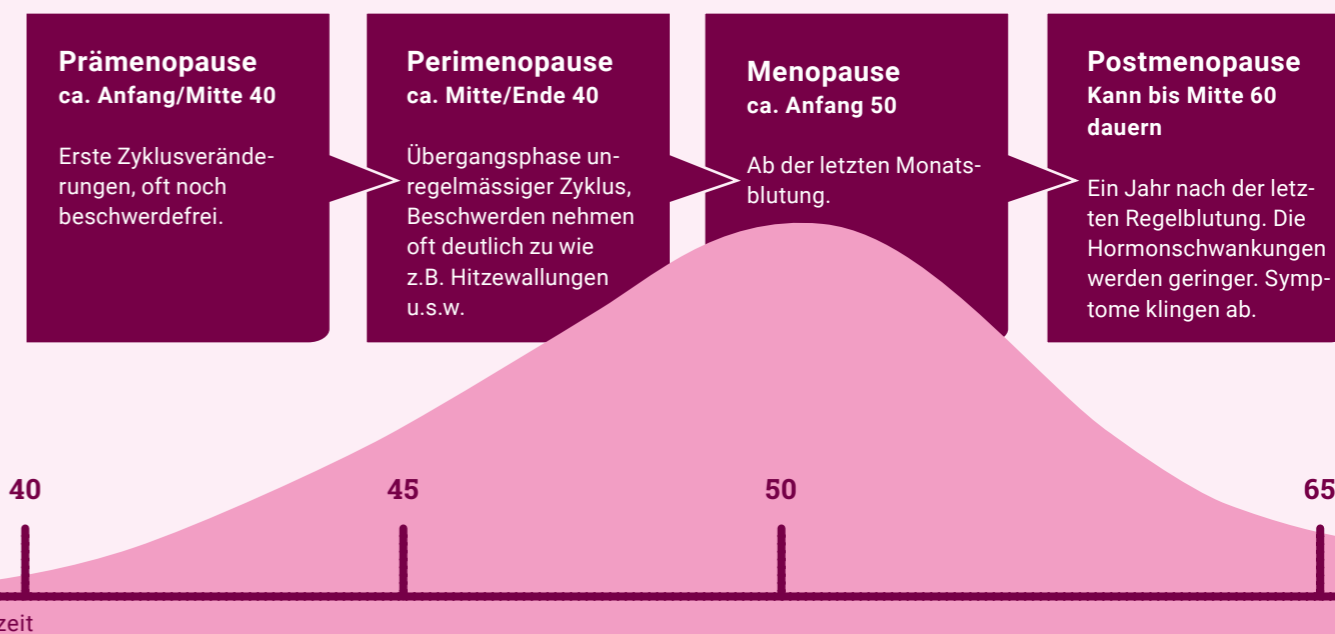 Prämenopause
ca. Anfang/Mitte 40
Erste Zyklusverände-
rungen, oft noch
beschwerdefrei.
Perimenopause
ca. Mitte/Ende 40
Übergangsphase un-
regelmässiger Zyklus,
Beschwerden nehmen
oft deutlich zu wie
z.B. Hitzewallungen
u.s.w.
Menopause
ca. Anfang 50
Ab der letzten Monats-
blutung.
Postmenopause
Kann bis Mitte 60
dauern
Ein Jahr nach der letz-
ten Regelblutung. Die
Hormonschwankungen
werden geringer. Symp-
tome klingen ab.
40
45
50
65
zeit